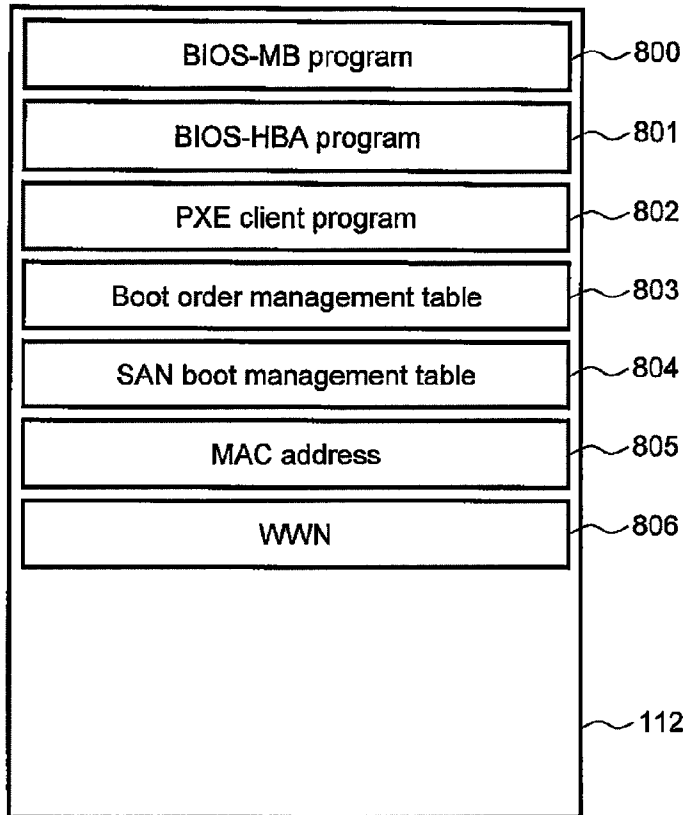 BIOS-MB program 800
BIOS-HBA program 801
PXE client program 802
Boot order management table 803
SAN boot management table 804
MAC address 805
WWN 806
112